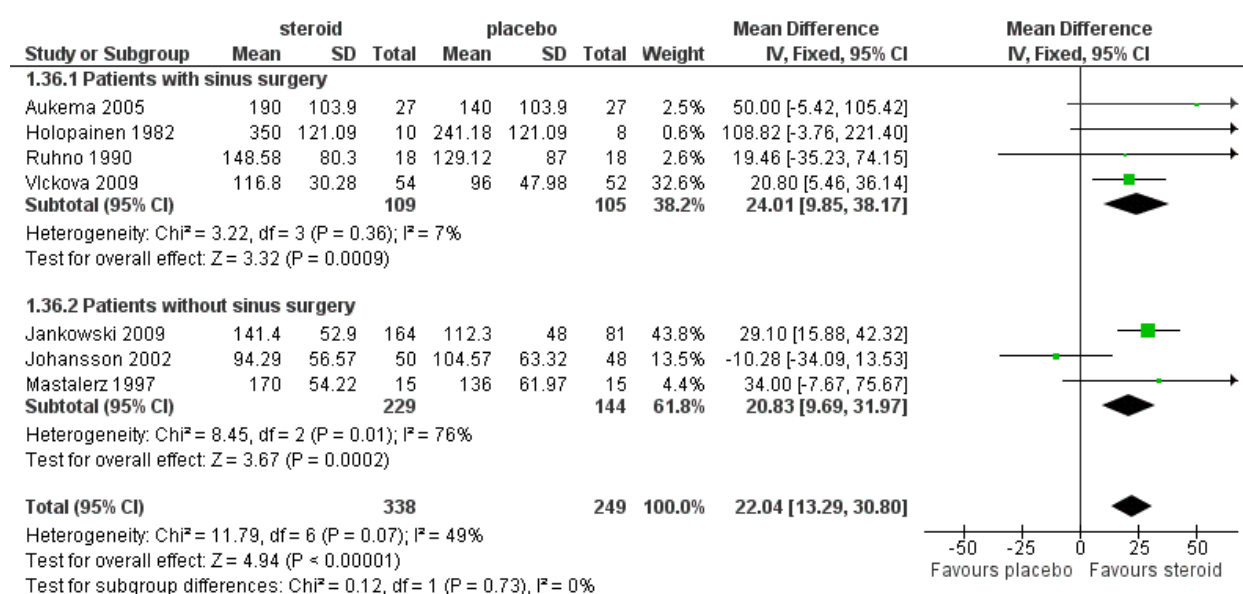 steroid placebo Mean Difference Mean Difference
Study or Subgroup Mean SD Total Mean SD Total Weight IV, Fixed, 95% CI IV, Fixed, 95% CI
1.36.1 Patients with sinus surgery
Aukema 2005 190 103.9 27 140 103.9 27 2.5% 50.00 [-5.42, 105.42]
Holopainen 1982 350 121.09 10 241.18 121.09 8 0.6% 108.82 [-3.76, 221.40]
Ruhno 1990 148.58 80.3 18 129.12 87 18 2.6% 19.46 [-35.23, 74.15]
Vlckova 2009 116.8 30.28 54 96 47.98 52 32.6% 20.80 [5.46, 36.14]
Subtotal (95% CI) 109 105 38.2% 24.01 [9.85, 38.17]
Heterogeneity: Chi² = 3.22, df = 3 (P = 0.36); I² = 7%
Test for overall effect: Z = 3.32 (P = 0.0009)
1.36.2 Patients without sinus surgery
Jankowski 2009 141.4 52.9 164 112.3 48 81 43.8% 29.10 [15.88, 42.32]
Johansson 2002 94.29 56.57 50 104.57 63.32 48 13.5% -10.28 [-34.09, 13.53]
Mastalerz 1997 170 54.22 15 136 61.97 15 4.4% 34.00 [-7.67, 75.67]
Subtotal (95% CI) 229 144 61.8% 20.83 [9.69, 31.97]
Heterogeneity: Chi² = 8.45, df = 2 (P = 0.01); I² = 76%
Test for overall effect: Z = 3.67 (P = 0.0002)
Total (95% CI) 338 249 100.0% 22.04 [13.29, 30.80]
Heterogeneity: Chi² = 11.79, df = 6 (P = 0.07); I² = 49%
Test for overall effect: Z = 4.94 (P < 0.00001)
Test for subgroup differences: Chi² = 0.12, df = 1 (P = 0.73), I² = 0%
-50 -25 0 25 50
Favours placebo Favours steroid